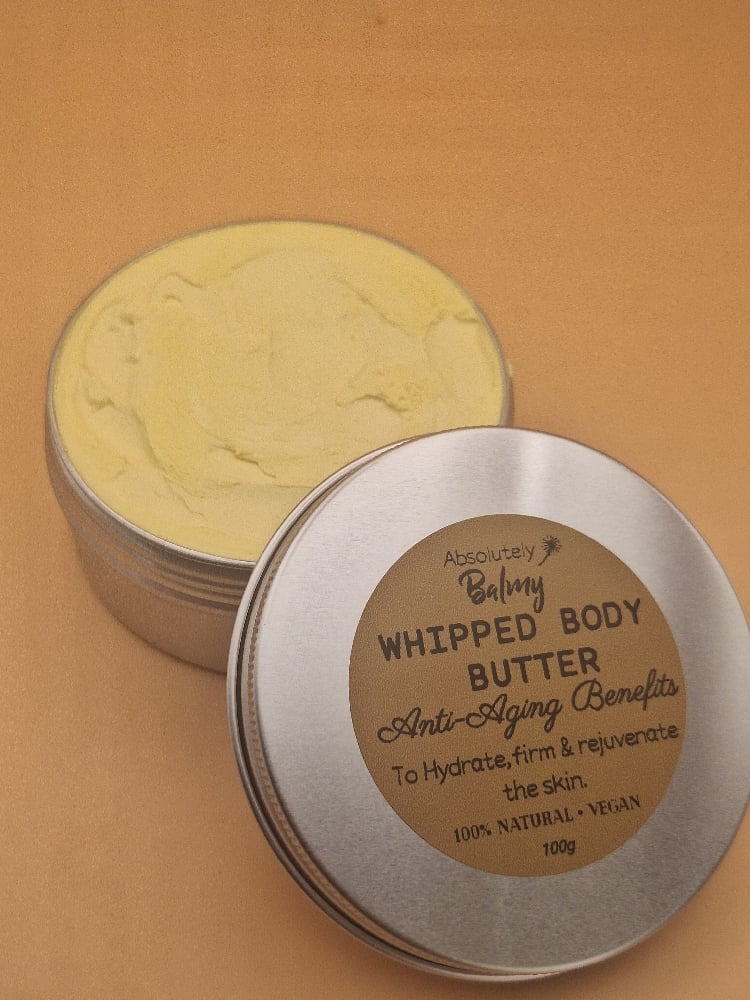 Absolutely
Balmy
WHIPPED BODY
BUTTER
Anti-Aging Benefits
To Hydrate, firm & rejuvenate
the skin.
100% NATURAL • VEGAN
100g